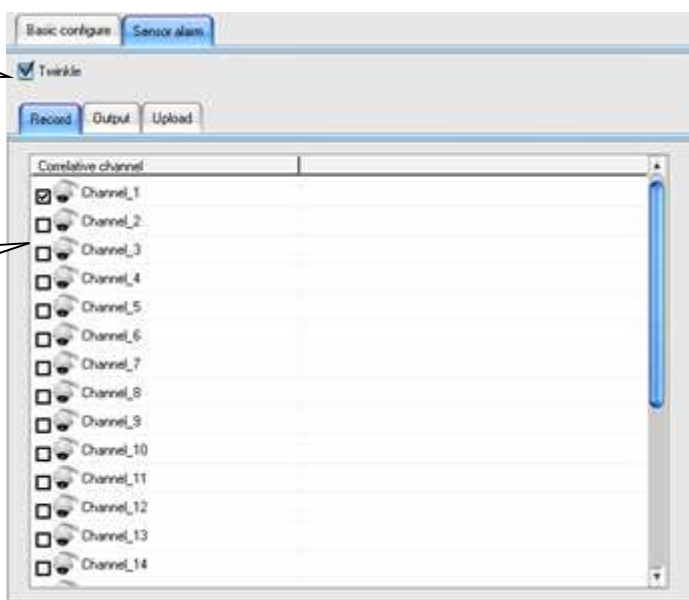 Basic configure Sensor alarm
Twinkle
Record Output Upload
Correlative channel
Channel_1
Channel_2
Channel_3
Channel_4
Channel_5
Channel_6
Channel_7
Channel_8
Channel_9
Channel_10
Channel_11
Channel_12
Channel_13
Channel_14